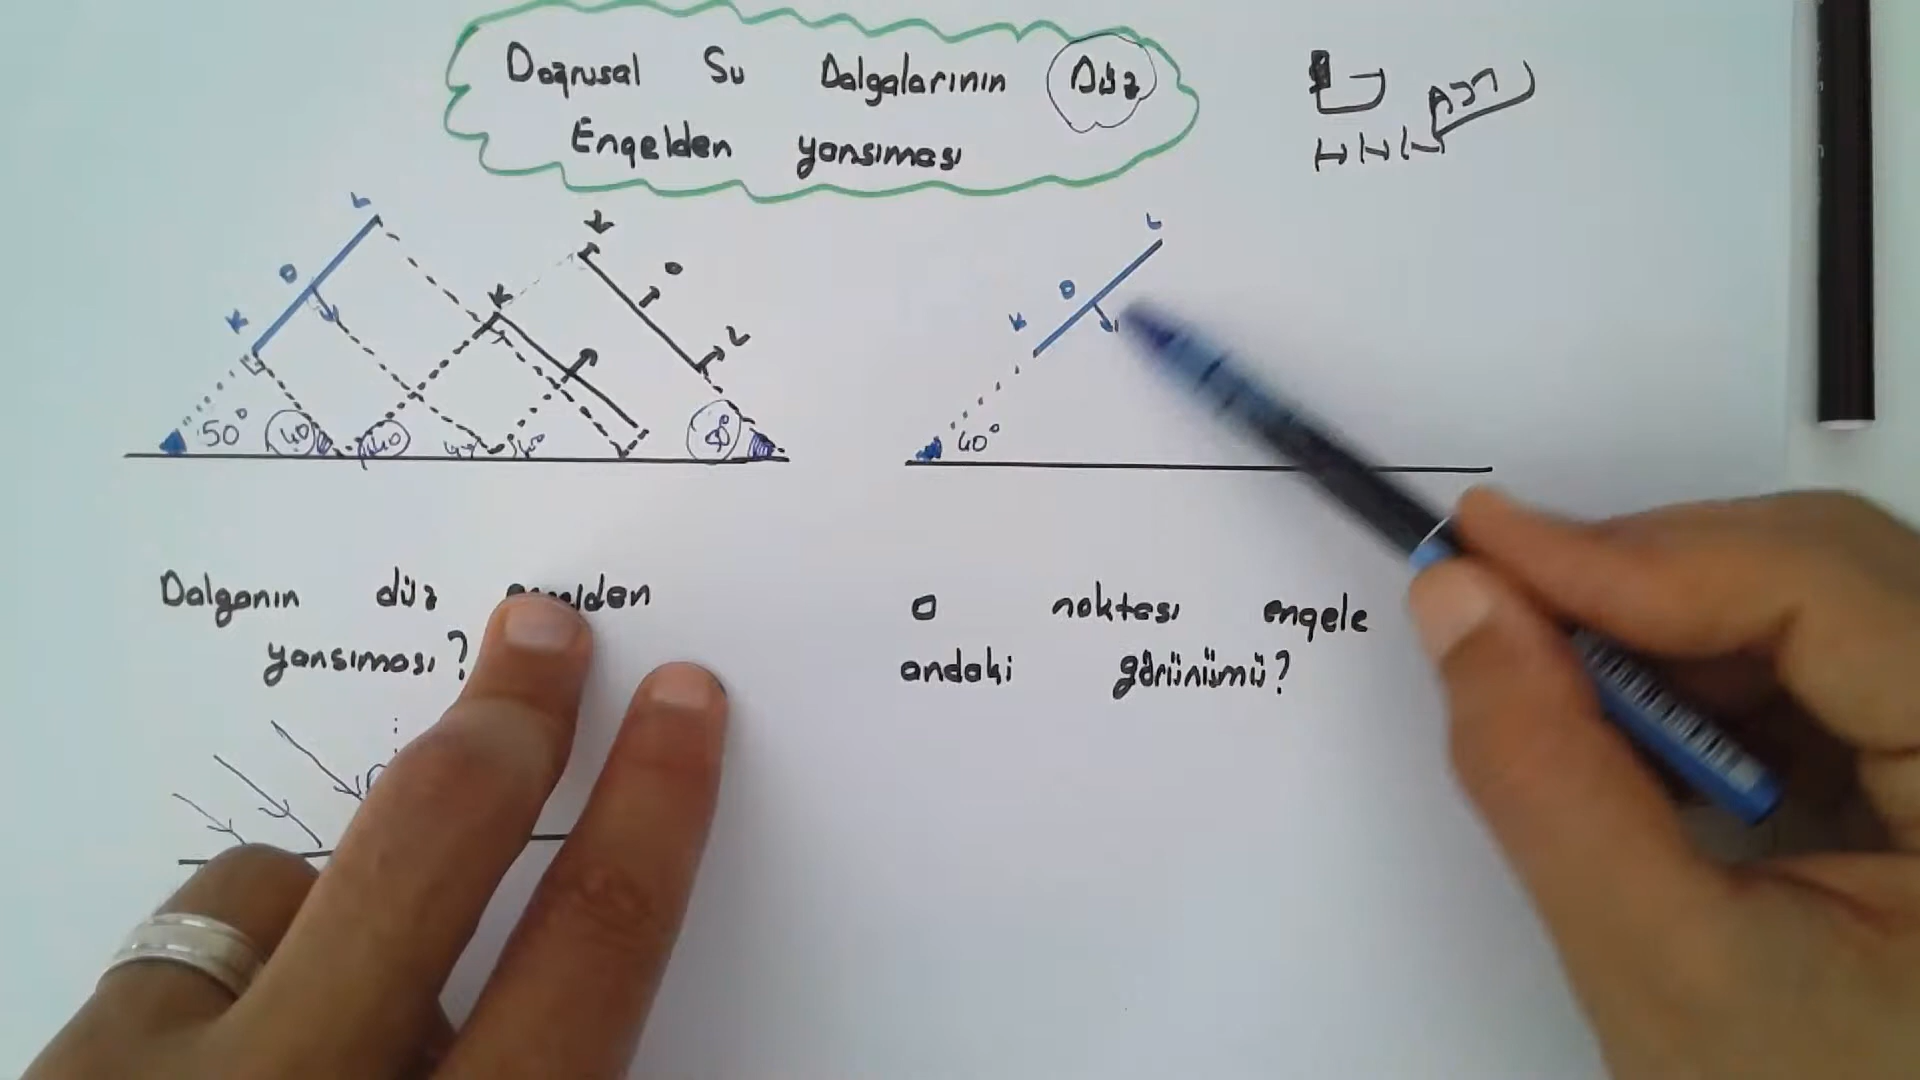 Doğrusal Su Dalgalarının Düz
Engelden yansıması
L
O
K
50°
40
40
K
O
L
K
L
O
K
40°
Dalganın düz
yansıması?
O noktası engele
andaki görünümü?